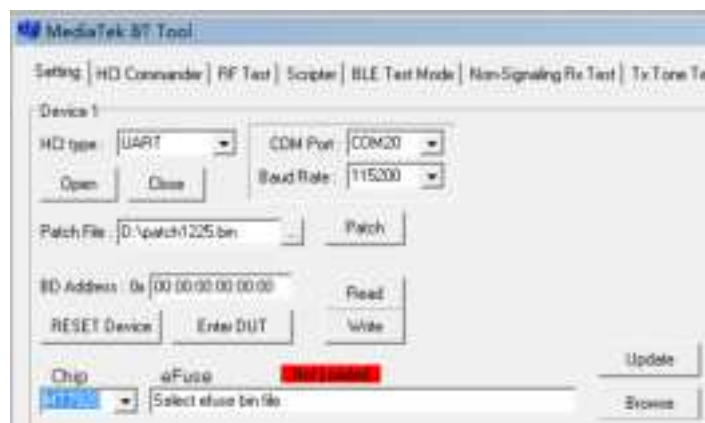 MediaTek BT Tool
Setting HCI Commander RF Test Scripter BLE Test Mode Non-Signaling Rx Test Tx Tone Te
Device 1
HCI type: UART COM Port: COM20
Open Close Baud Rate: 115200
Patch File: D:\patch1225.bin ... Patch
BD Address: 0x 00:00:00:00:00:00 Read
RESET Device Enter DUT Write
Chip eFuse Not Loaded Update
Select efuse bin file Browse